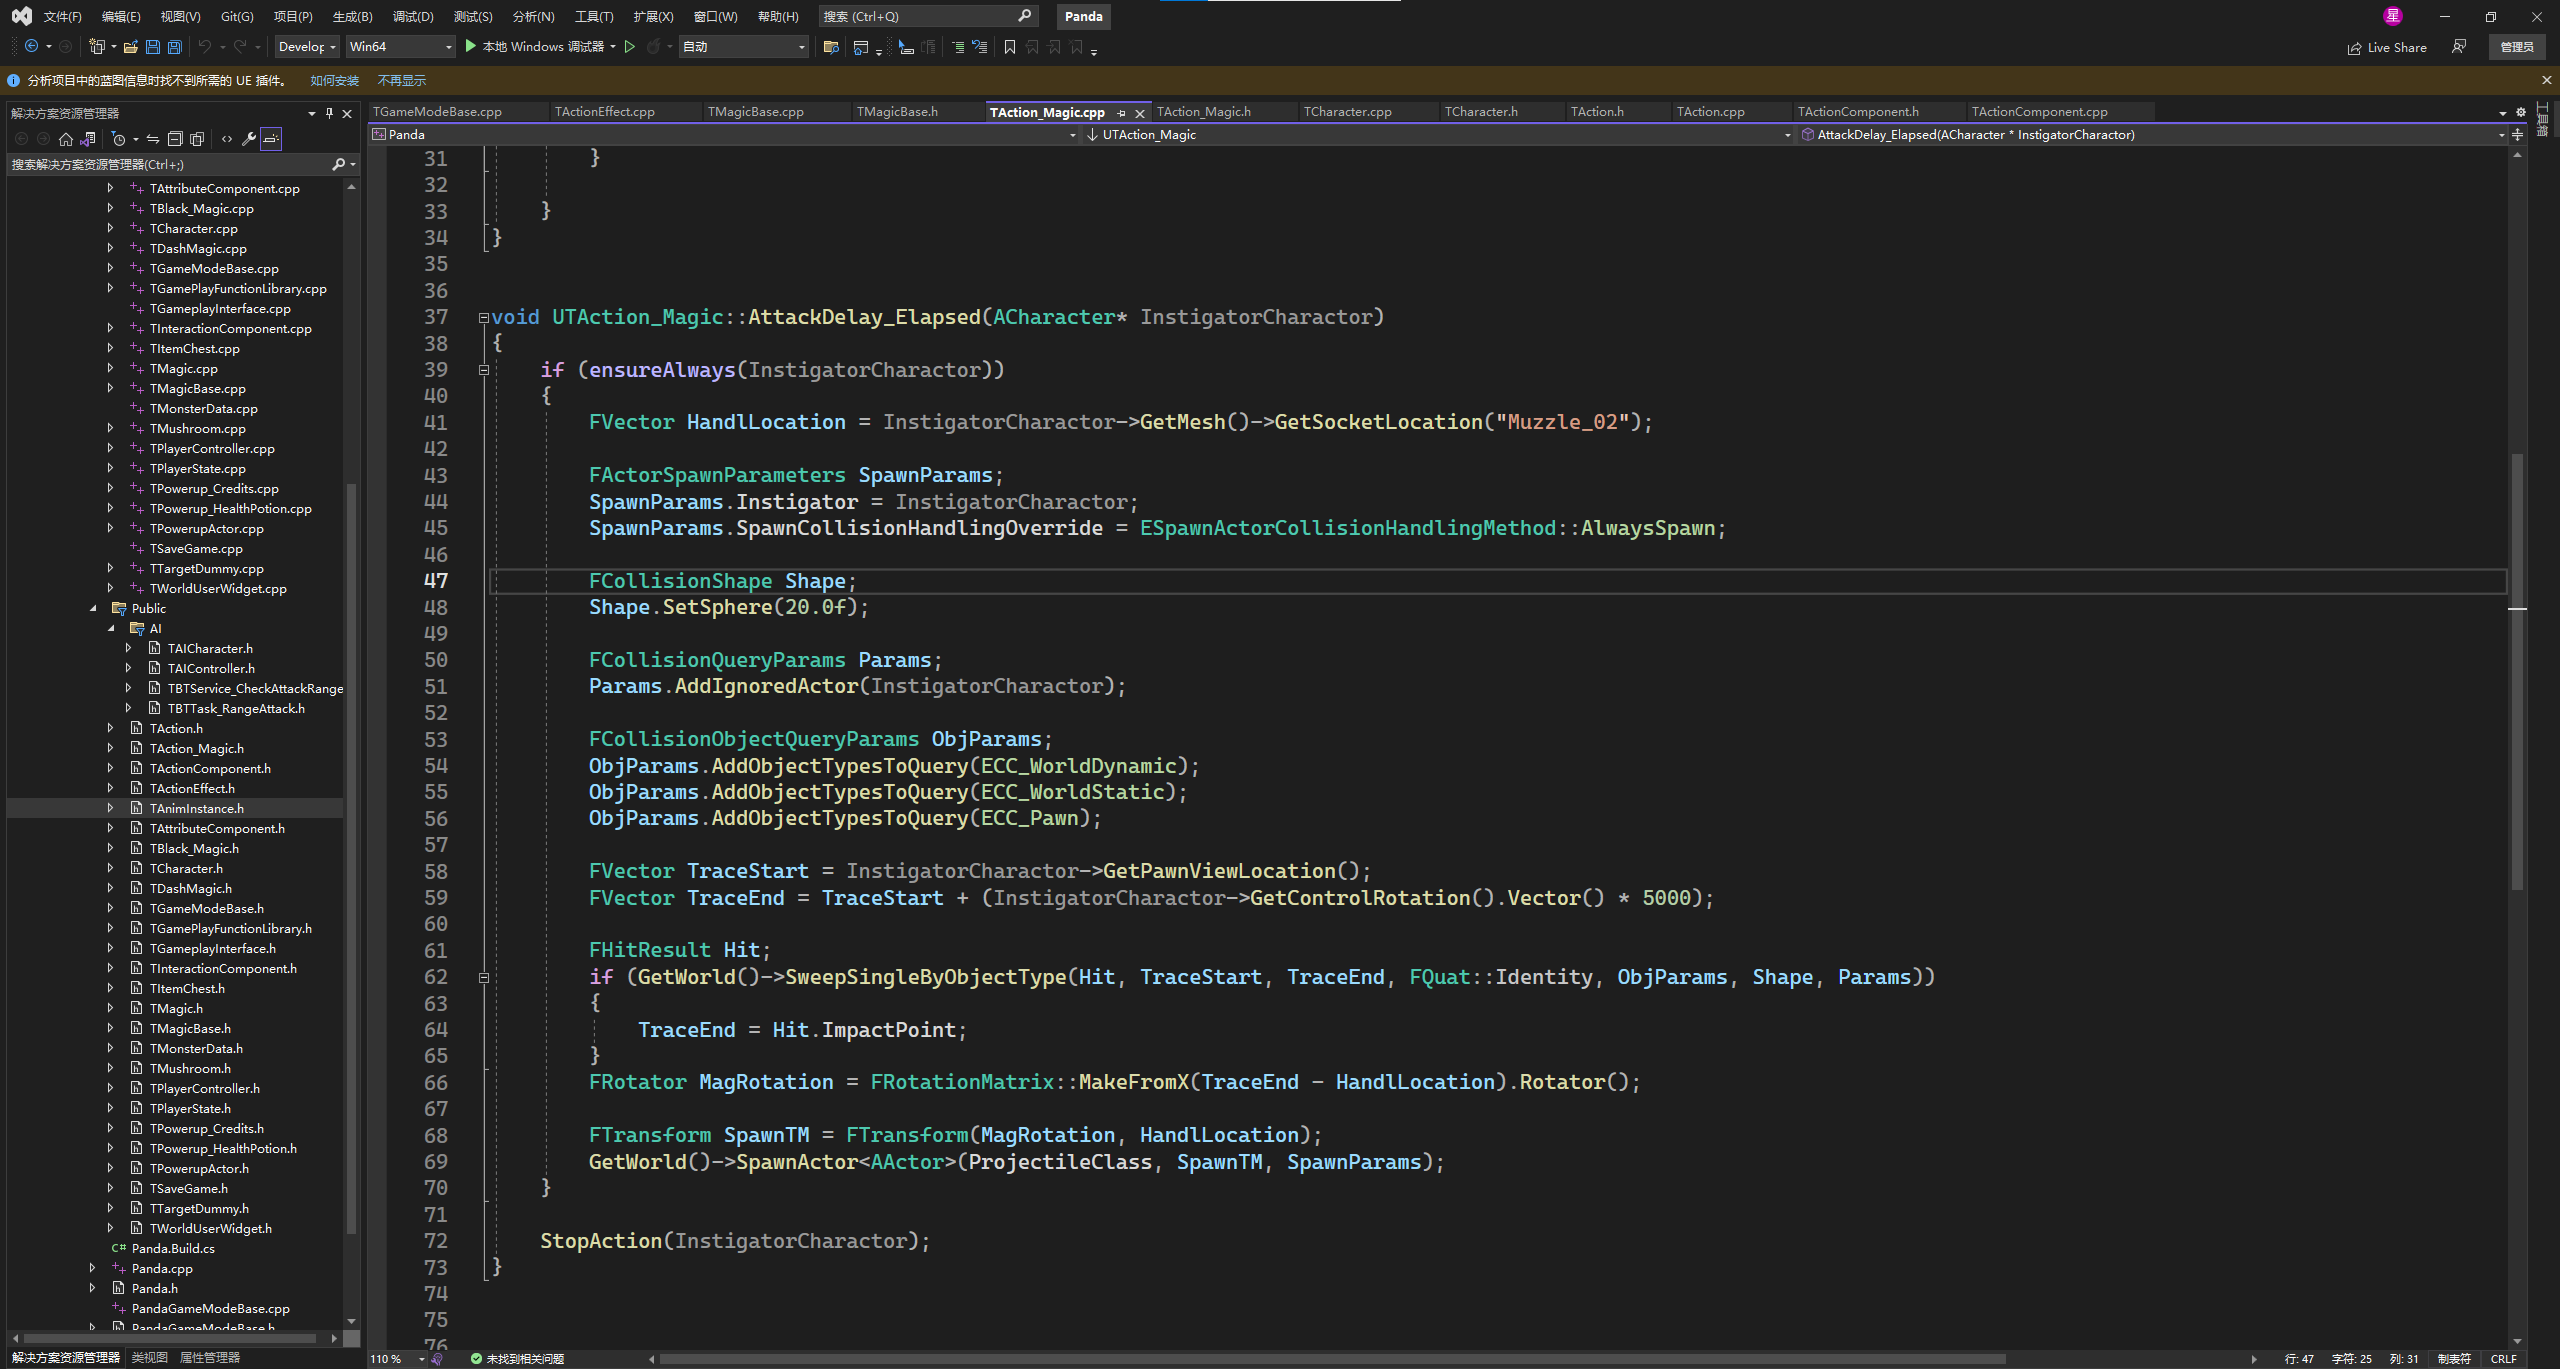 文件(F) 编辑(E) 视图(V) Git(G) 项目(P) 生成(B) 调试(D) 测试(S) 分析(N) 工具(T) 扩展(X) 窗口(W) 帮助(H) 搜索 (Ctrl+Q) Panda 星
Develop Win64 本地 Windows 调试器 自动 Live Share 管理员
分析项目中的蓝图信息时找不到所需的 UE 插件。 如何安装 不再显示
解决方案资源管理器
搜索解决方案资源管理器(Ctrl+;)
TAttributeComponent.cpp
TBlack_Magic.cpp
TCharacter.cpp
TDashMagic.cpp
TGameModeBase.cpp
TGamePlayFunctionLibrary.cpp
TGameplayInterface.cpp
TInteractionComponent.cpp
TItemChest.cpp
TMagic.cpp
TMagicBase.cpp
TMonsterData.cpp
TMushroom.cpp
TPlayerController.cpp
TPlayerState.cpp
TPowerup_Credits.cpp
TPowerup_HealthPotion.cpp
TPowerupActor.cpp
TSaveGame.cpp
TTargetDummy.cpp
TWorldUserWidget.cpp
Public
AI
TAICharacter.h
TAIController.h
TBTService_CheckAttackRange
TBTTask_RangeAttack.h
TAction.h
TAction_Magic.h
TActionComponent.h
TActionEffect.h
TAnimInstance.h
TAttributeComponent.h
TBlack_Magic.h
TCharacter.h
TDashMagic.h
TGameModeBase.h
TGamePlayFunctionLibrary.h
TGameplayInterface.h
TInteractionComponent.h
TItemChest.h
TMagic.h
TMagicBase.h
TMonsterData.h
TMushroom.h
TPlayerController.h
TPlayerState.h
TPowerup_Credits.h
TPowerup_HealthPotion.h
TPowerupActor.h
TSaveGame.h
TTargetDummy.h
TWorldUserWidget.h
C# Panda.Build.cs
Panda.cpp
Panda.h
PandaGameModeBase.cpp
PandaGameModeBase.h
解决方案资源管理器 类视图 属性管理器
TGameModeBase.cpp TActionEffect.cpp TMagicBase.cpp TMagicBase.h TAction_Magic.cpp TAction_Magic.h TCharacter.cpp TCharacter.h TAction.h TAction.cpp TActionComponent.h TActionComponent.cpp
Panda UTAction_Magic AttackDelay_Elapsed(ACharacter * InstigatorCharactor)
工具箱
31 }
32
33 }
34 }
35
36
37 void UTAction_Magic::AttackDelay_Elapsed(ACharacter* InstigatorCharactor)
38 {
39 if (ensureAlways(InstigatorCharactor))
40 {
41 FVector HandlLocation = InstigatorCharactor->GetMesh()->GetSocketLocation("Muzzle_02");
42
43 FActorSpawnParameters SpawnParams;
44 SpawnParams.Instigator = InstigatorCharactor;
45 SpawnParams.SpawnCollisionHandlingOverride = ESpawnActorCollisionHandlingMethod::AlwaysSpawn;
46
47 FCollisionShape Shape;
48 Shape.SetSphere(20.0f);
49
50 FCollisionQueryParams Params;
51 Params.AddIgnoredActor(InstigatorCharactor);
52
53 FCollisionObjectQueryParams ObjParams;
54 ObjParams.AddObjectTypesToQuery(ECC_WorldDynamic);
55 ObjParams.AddObjectTypesToQuery(ECC_WorldStatic);
56 ObjParams.AddObjectTypesToQuery(ECC_Pawn);
57
58 FVector TraceStart = InstigatorCharactor->GetPawnViewLocation();
59 FVector TraceEnd = TraceStart + (InstigatorCharactor->GetControlRotation().Vector() * 5000);
60
61 FHitResult Hit;
62 if (GetWorld()->SweepSingleByObjectType(Hit, TraceStart, TraceEnd, FQuat::Identity, ObjParams, Shape, Params))
63 {
64 TraceEnd = Hit.ImpactPoint;
65 }
66 FRotator MagRotation = FRotationMatrix::MakeFromX(TraceEnd - HandlLocation).Rotator();
67
68 FTransform SpawnTM = FTransform(MagRotation, HandlLocation);
69 GetWorld()->SpawnActor<AActor>(ProjectileClass, SpawnTM, SpawnParams);
70 }
71
72 StopAction(InstigatorCharactor);
73 }
74
75
76
110 % 未找到相关问题 行: 47 字符: 25 列: 31 制表符 CRLF